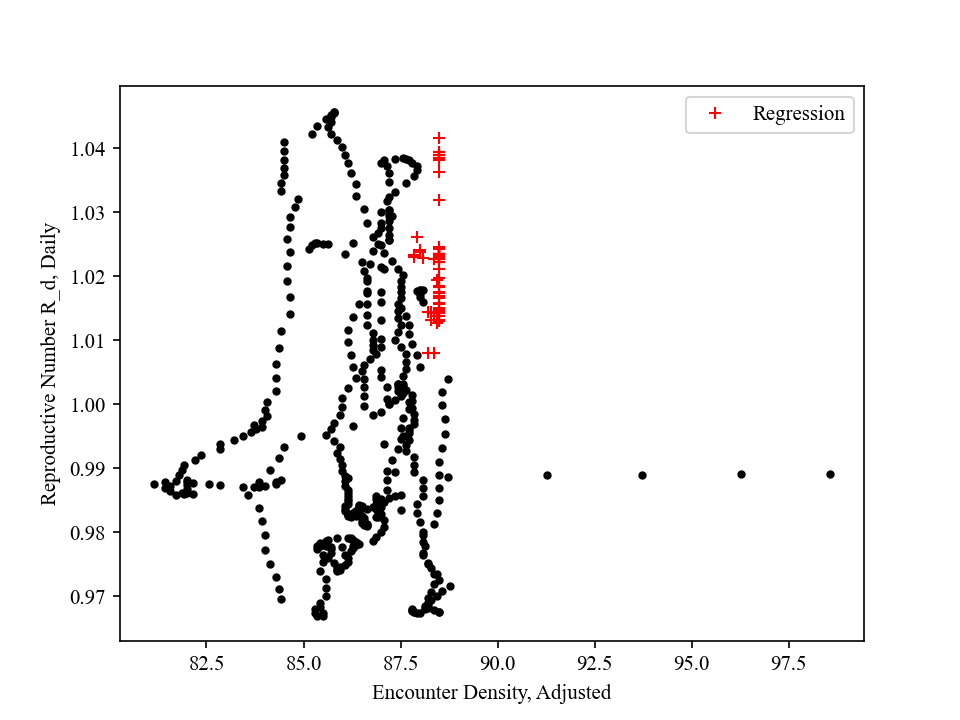 Regression
1.04
1.03
1.02
1.01
1.00
0.99
0.98
0.97
Reproductive Number R_d, Daily
82.5 85.0 87.5 90.0 92.5 95.0 97.5
Encounter Density, Adjusted